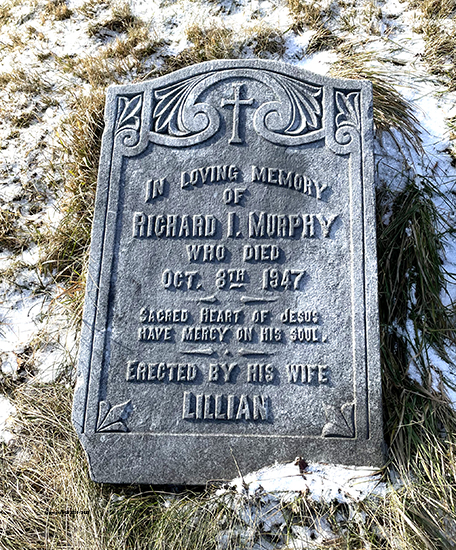 IN LOVING MEMORY
OF
RICHARD I. MURPHY
WHO DIED
OCT. 8TH 1947
SACRED HEART OF JESUS
HAVE MERCY ON HIS SOUL.
ERECTED BY HIS WIFE
LILLIAN